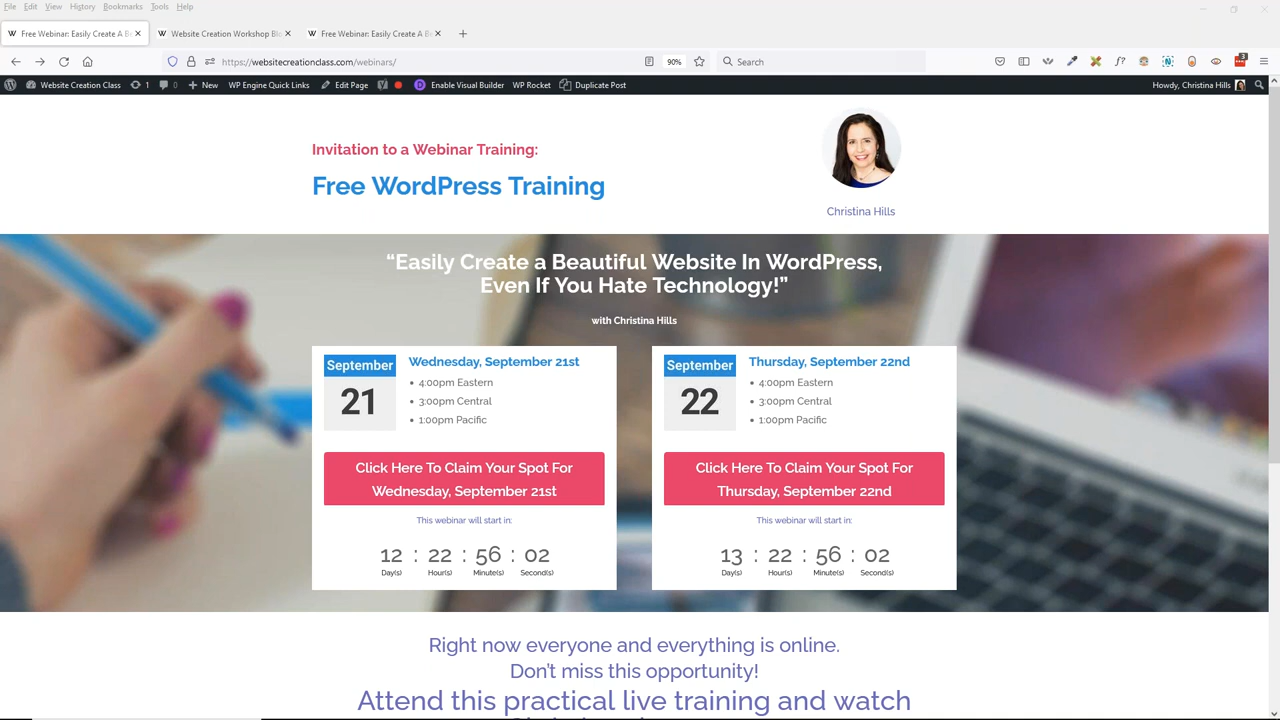 File Edit View History Bookmarks Tools Help
Free Webinar: Easily Create A Be
Website Creation Workshop Blo
Free Webinar: Easily Create A Be
https://websitecreationclass.com/webinars/
90%
Search
3
Website Creation Class
1
0
New
WP Engine Quick Links
Edit Page
Enable Visual Builder
WP Rocket
Duplicate Post
Howdy, Christina Hills
Invitation to a Webinar Training:
Free WordPress Training
Christina Hills
“Easily Create a Beautiful Website In WordPress,
Even If You Hate Technology!”
with Christina Hills
September
21
Wednesday, September 21st
4:00pm Eastern
3:00pm Central
1:00pm Pacific
Click Here To Claim Your Spot For
Wednesday, September 21st
This webinar will start in:
12 : 22 : 56 : 02
Day(s) Hour(s) Minute(s) Second(s)
September
22
Thursday, September 22nd
4:00pm Eastern
3:00pm Central
1:00pm Pacific
Click Here To Claim Your Spot For
Thursday, September 22nd
This webinar will start in:
13 : 22 : 56 : 02
Day(s) Hour(s) Minute(s) Second(s)
Right now everyone and everything is online.
Don’t miss this opportunity!
Attend this practical live training and watch